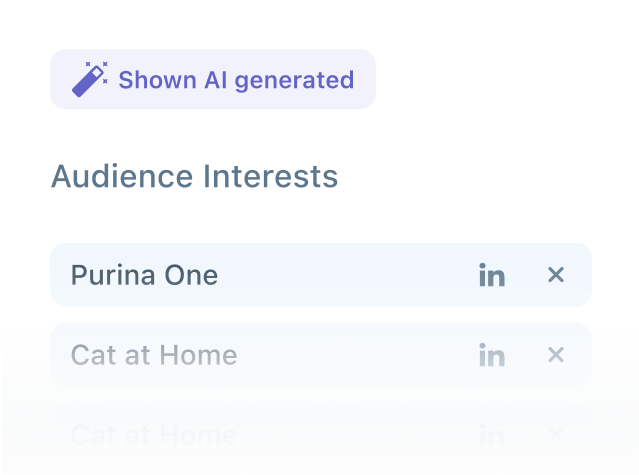 Shown AI generated
Audience Interests
Purina One in
Cat at Home in
Cat at Home in